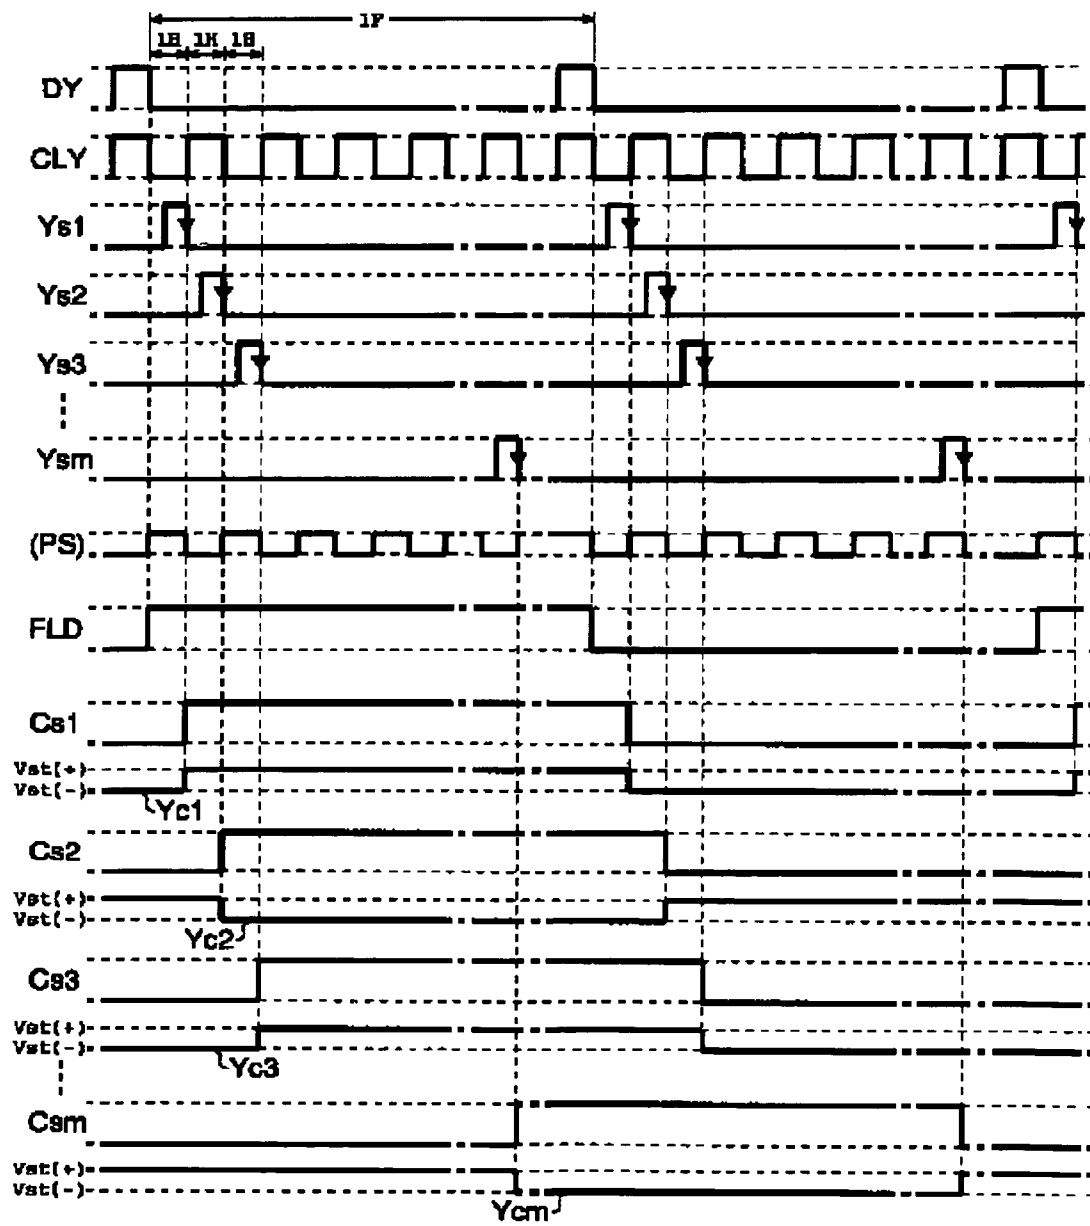 1F
1H 1H 1H
DY
CLY
Ys1
Ys2
Ys3
Ysm
(PS)
FLD
Cs1
Vst(+)
Vst(-)
Yc1
Cs2
Vst(+)
Vst(-)
Yc2
Cs3
Vst(+)
Vst(-)
Yc3
Csm
Vst(+)
Vst(-)
Ycm